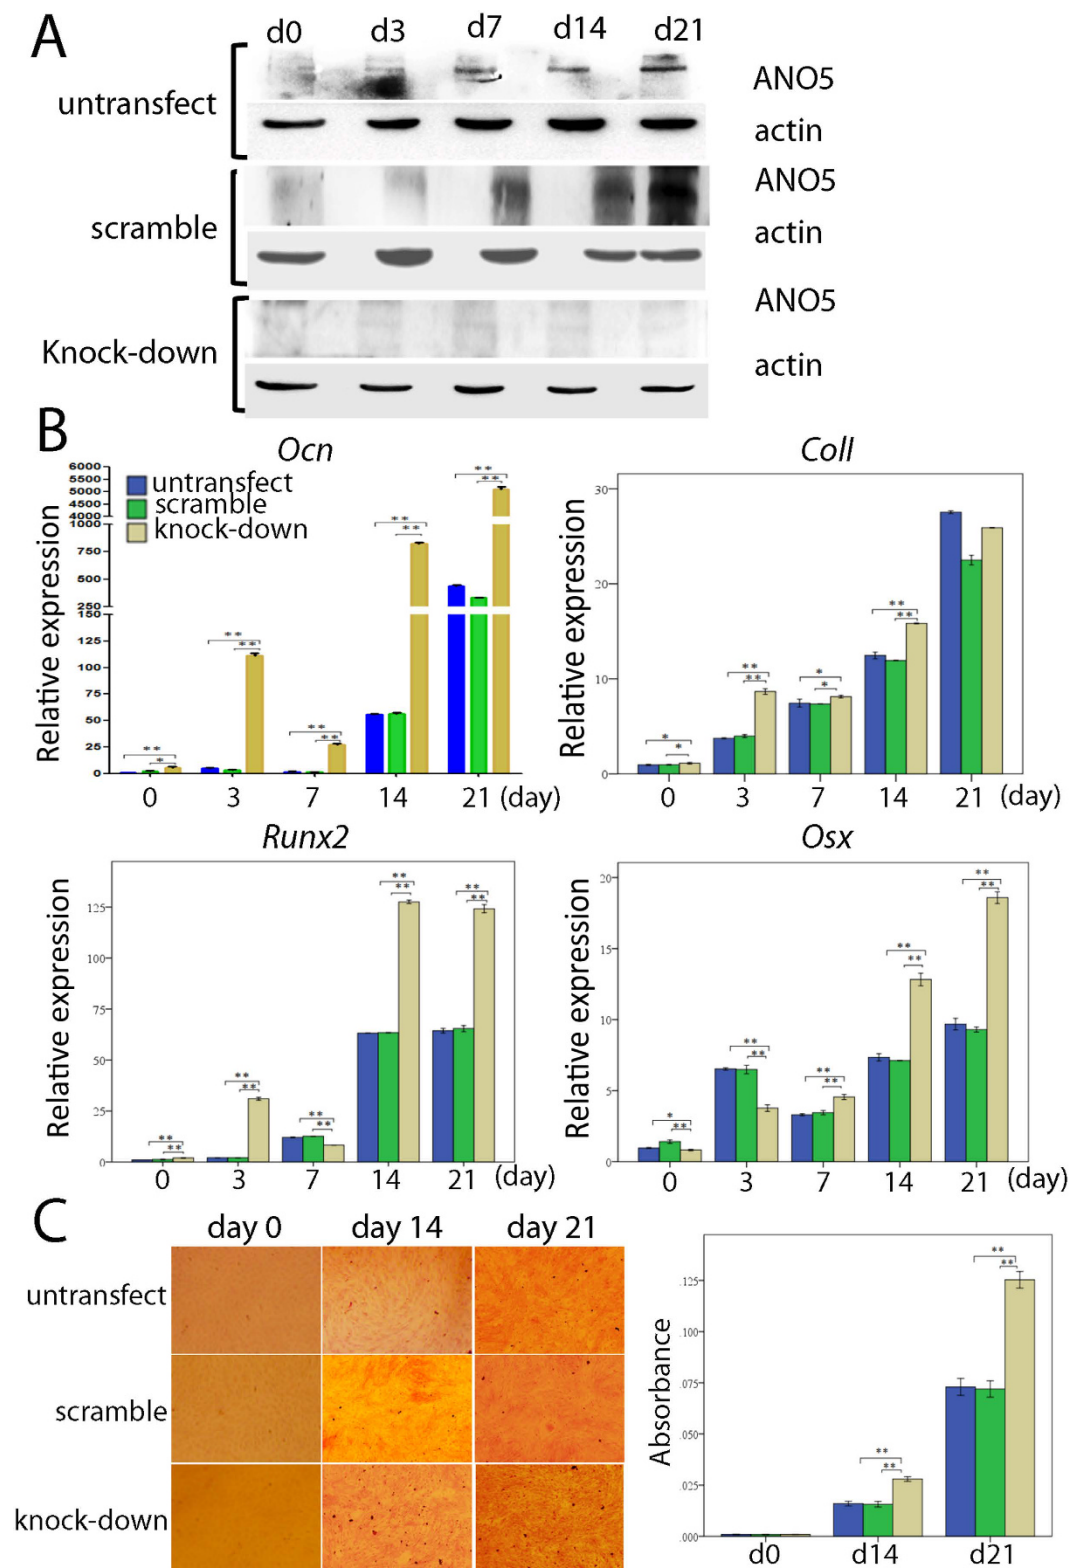 A
d0 d3 d7 d14 d21
untransfect
ANO5
actin
scramble
ANO5
actin
Knock-down
ANO5
actin
B
Ocn
Relative expression
6000
5500
5000
4500
4000
1000
750
500
250
150
125
100
75
50
25
0
untransfect
scramble
knock-down
** *
** **
** **
** **
** **
0 3 7 14 21 (day)
Coll
Relative expression
30
20
10
0
* *
** **
* *
** **
0 3 7 14 21 (day)
Runx2
Relative expression
125
100
75
50
25
0
** **
** **
** **
** **
** **
0 3 7 14 21 (day)
Osx
Relative expression
20
15
10
5
0
* **
** **
** **
** **
** **
0 3 7 14 21 (day)
C
day 0 day 14 day 21
untransfect
scramble
knock-down
Absorbance
.125
.100
.075
.050
.025
.000
** **
** **
d0 d14 d21